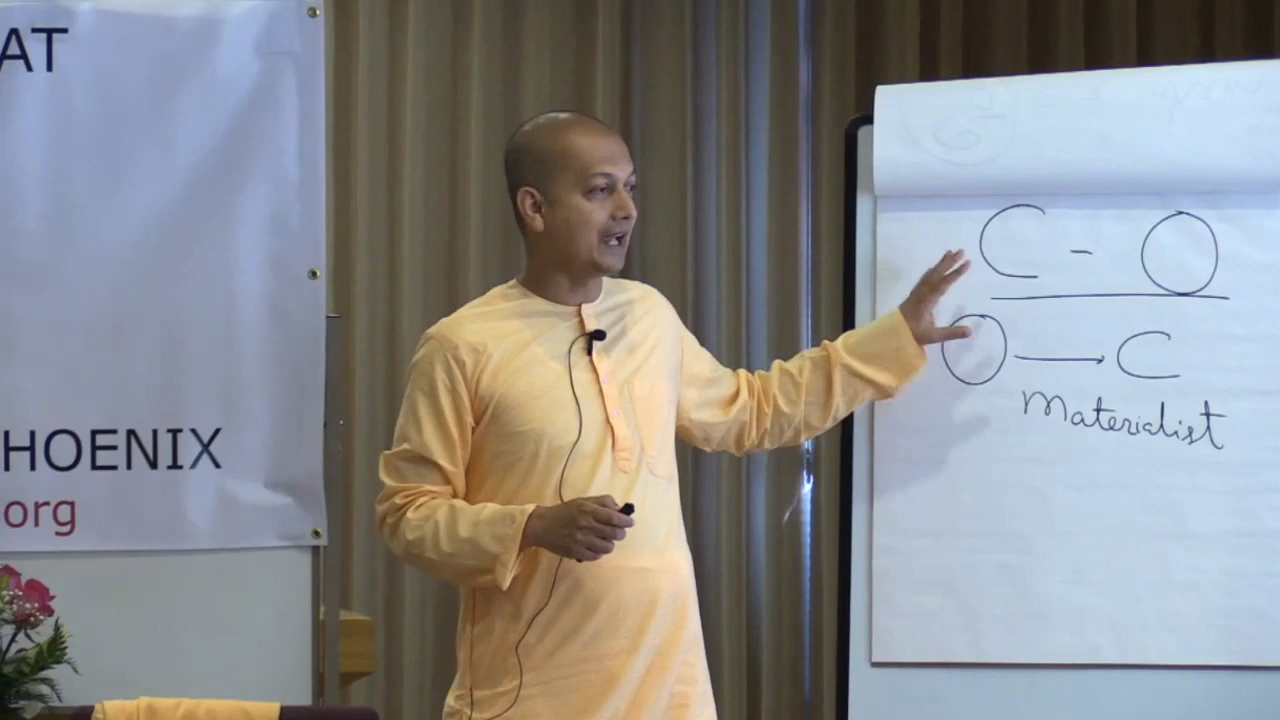 AT
HOENIX
org
C - O
O → C
Materialist